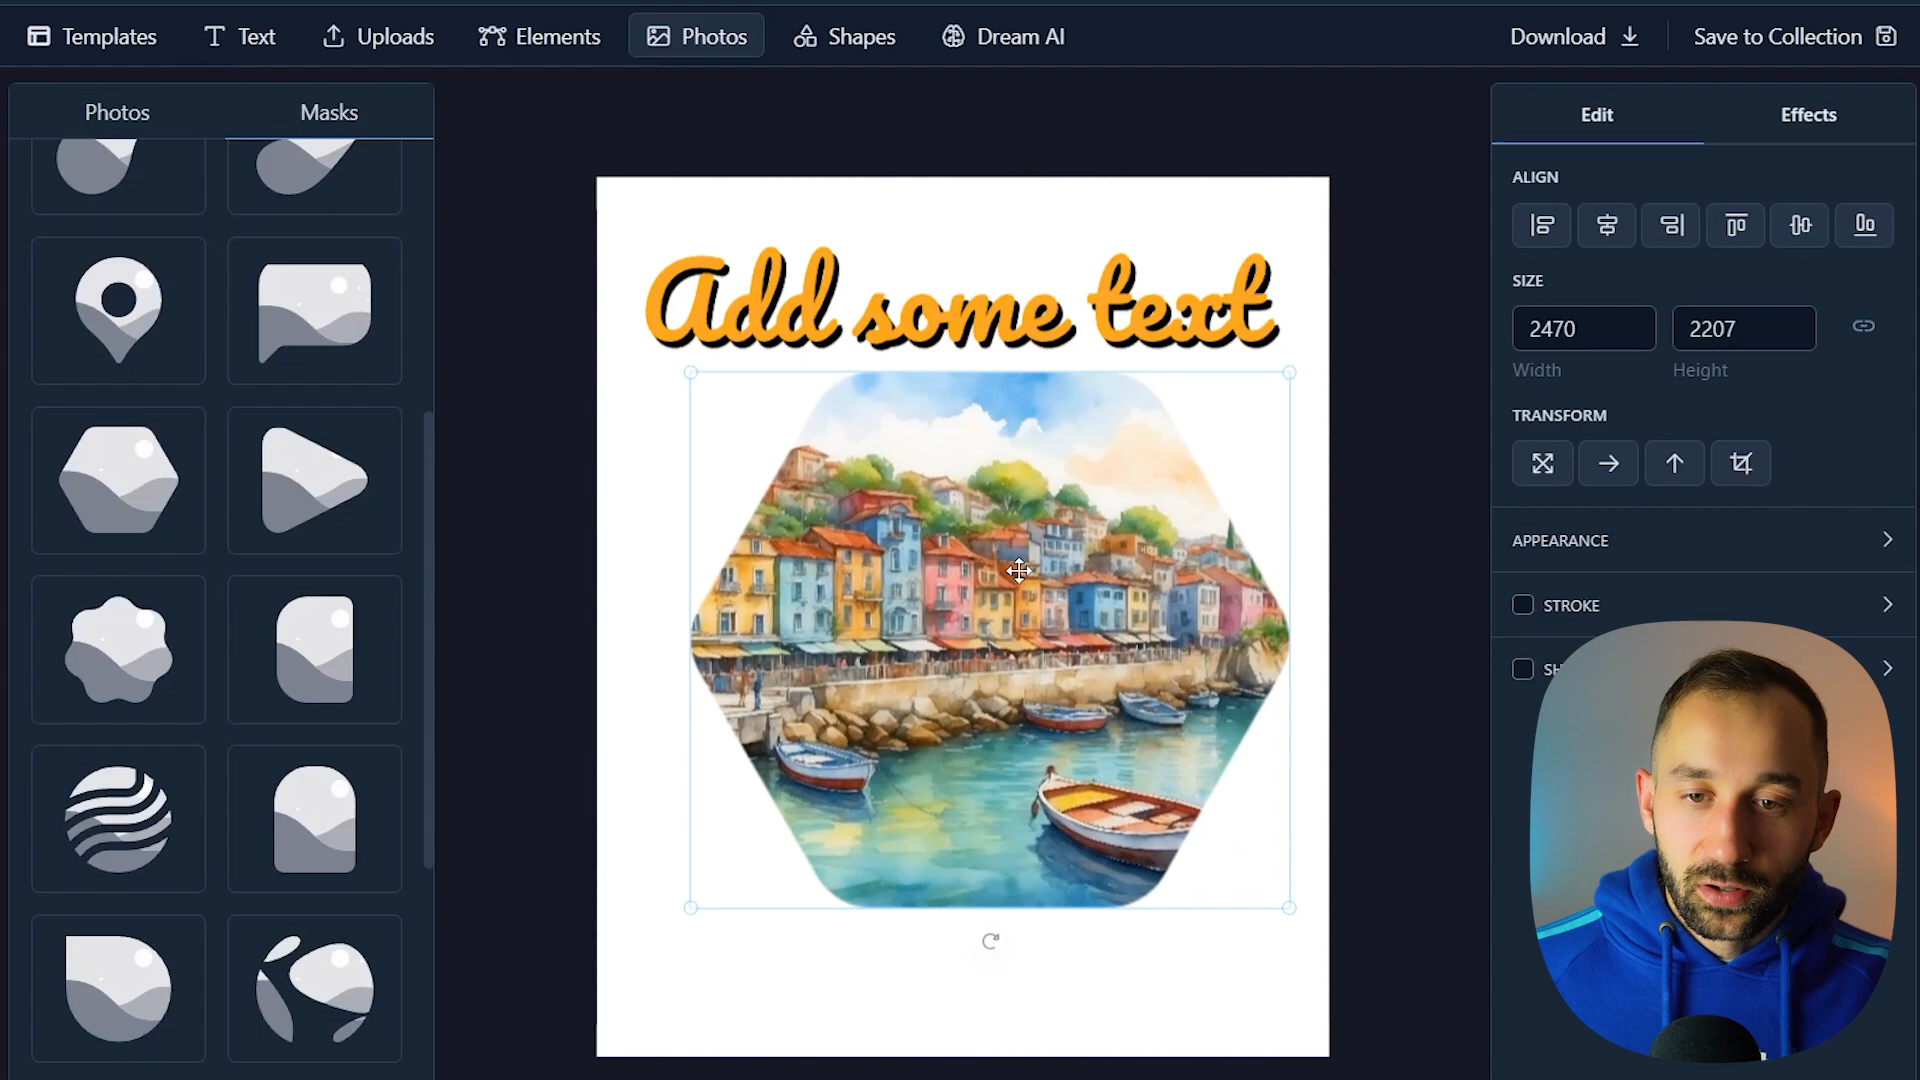 Templates
Text
Uploads
Elements
Photos
Shapes
Dream AI
Download
Save to Collection
Photos
Masks
Edit
Effects
ALIGN
SIZE
2470
2207
Width
Height
TRANSFORM
APPEARANCE
STROKE
Add some text